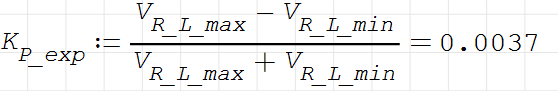 K_P_exp := (V_R_L_max − V_R_L_min) / (V_R_L_max + V_R_L_min) = 0.0037